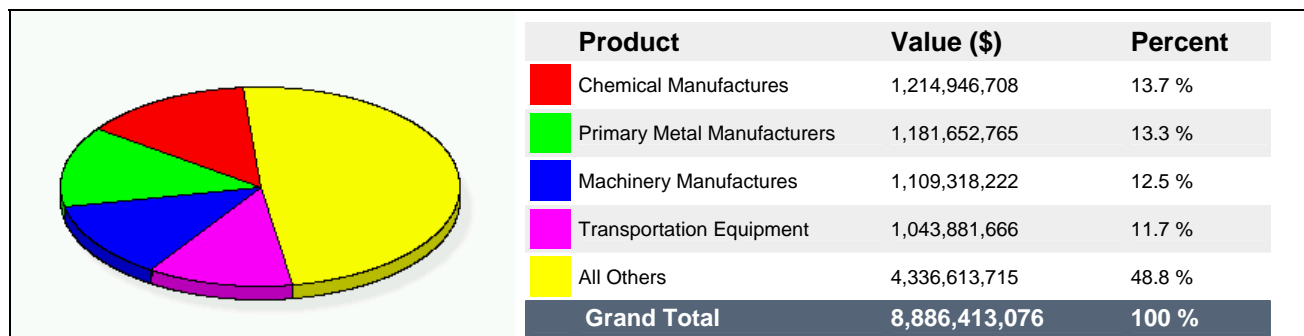 Product Value ($) Percent
Chemical Manufactures 1,214,946,708 13.7 %
Primary Metal Manufacturers 1,181,652,765 13.3 %
Machinery Manufactures 1,109,318,222 12.5 %
Transportation Equipment 1,043,881,666 11.7 %
All Others 4,336,613,715 48.8 %
Grand Total 8,886,413,076 100 %